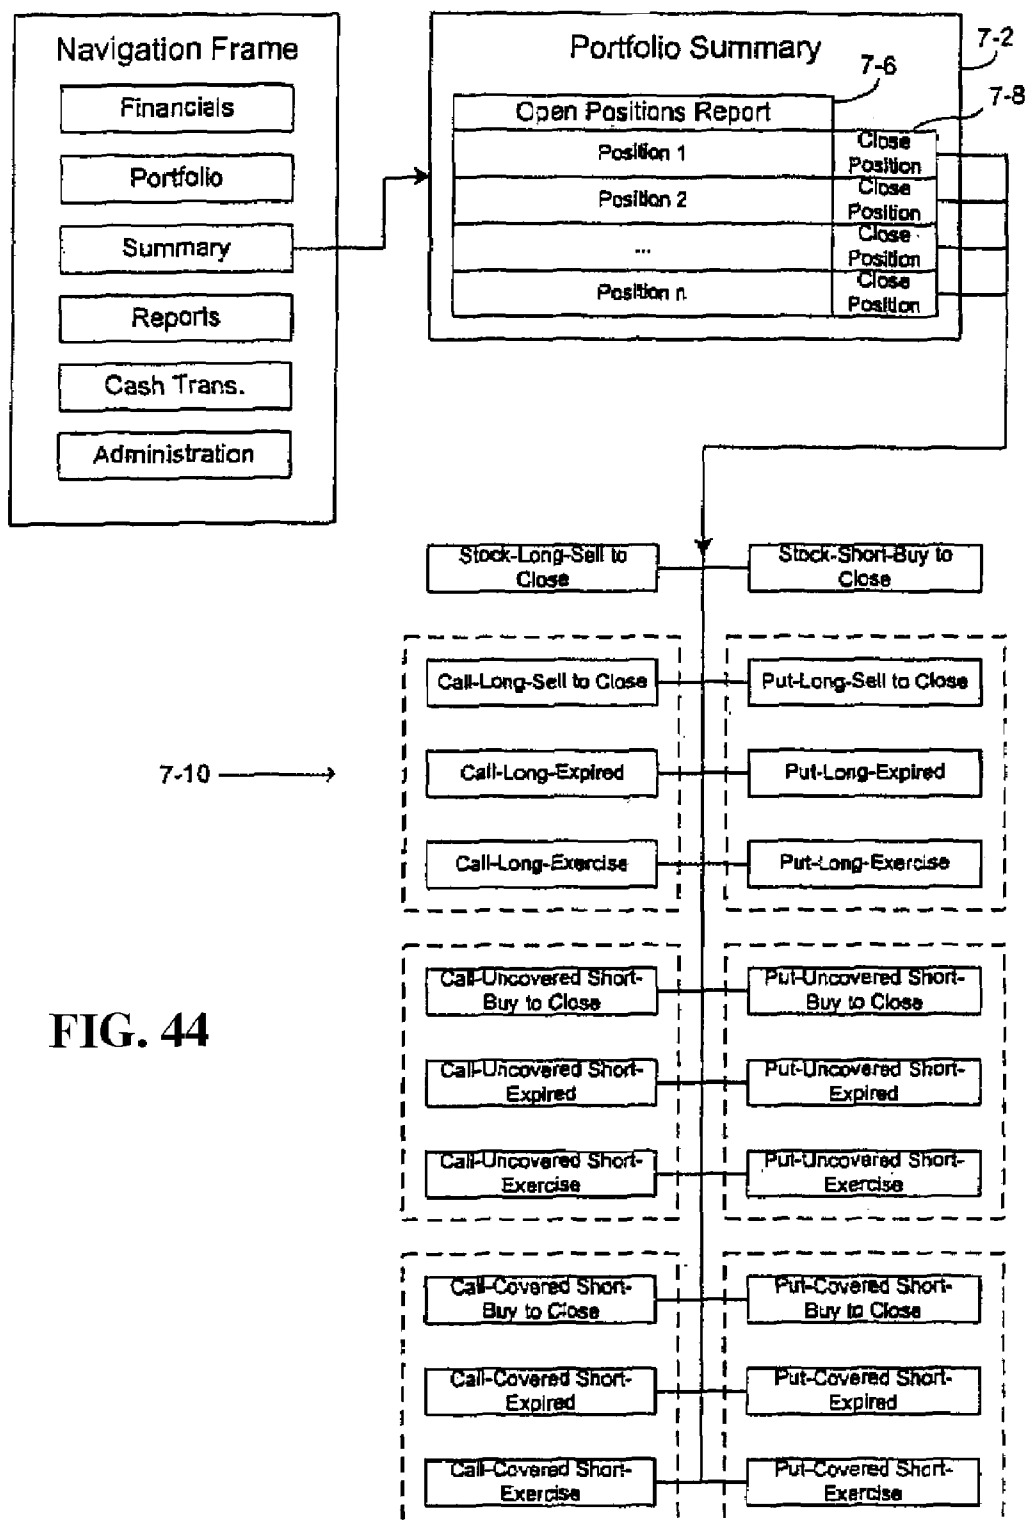 Navigation Frame
Financials
Portfolio
Summary
Reports
Cash Trans.
Administration
Portfolio Summary
7-2
7-6
7-8
Open Positions Report
Position 1
Close
Position
Position 2
Close
Position
...
Close
Position
Position n
Close
Position
Stock-Long-Sell to
Close
Stock-Short-Buy to
Close
Call-Long-Sell to Close
Put-Long-Sell to Close
7-10
Call-Long-Expired
Put-Long-Expired
Call-Long-Exercise
Put-Long-Exercise
Call-Uncovered Short-
Buy to Close
Put-Uncovered Short-
Buy to Close
FIG. 44
Call-Uncovered Short-
Expired
Put-Uncovered Short-
Expired
Call-Uncovered Short-
Exercise
Put-Uncovered Short-
Exercise
Call-Covered Short-
Buy to Close
Put-Covered Short-
Buy to Close
Call-Covered Short-
Expired
Put-Covered Short-
Expired
Call-Covered Short-
Exercise
Put-Covered Short-
Exercise